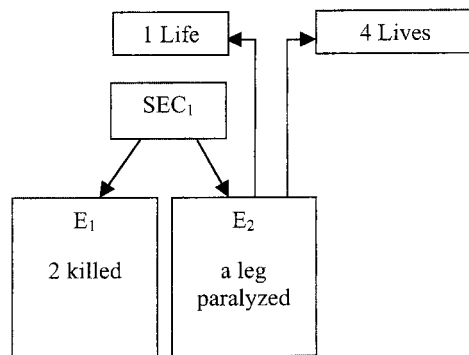 1 Life
4 Lives
SEC₁
E₁
2 killed
E₂
a leg
paralyzed